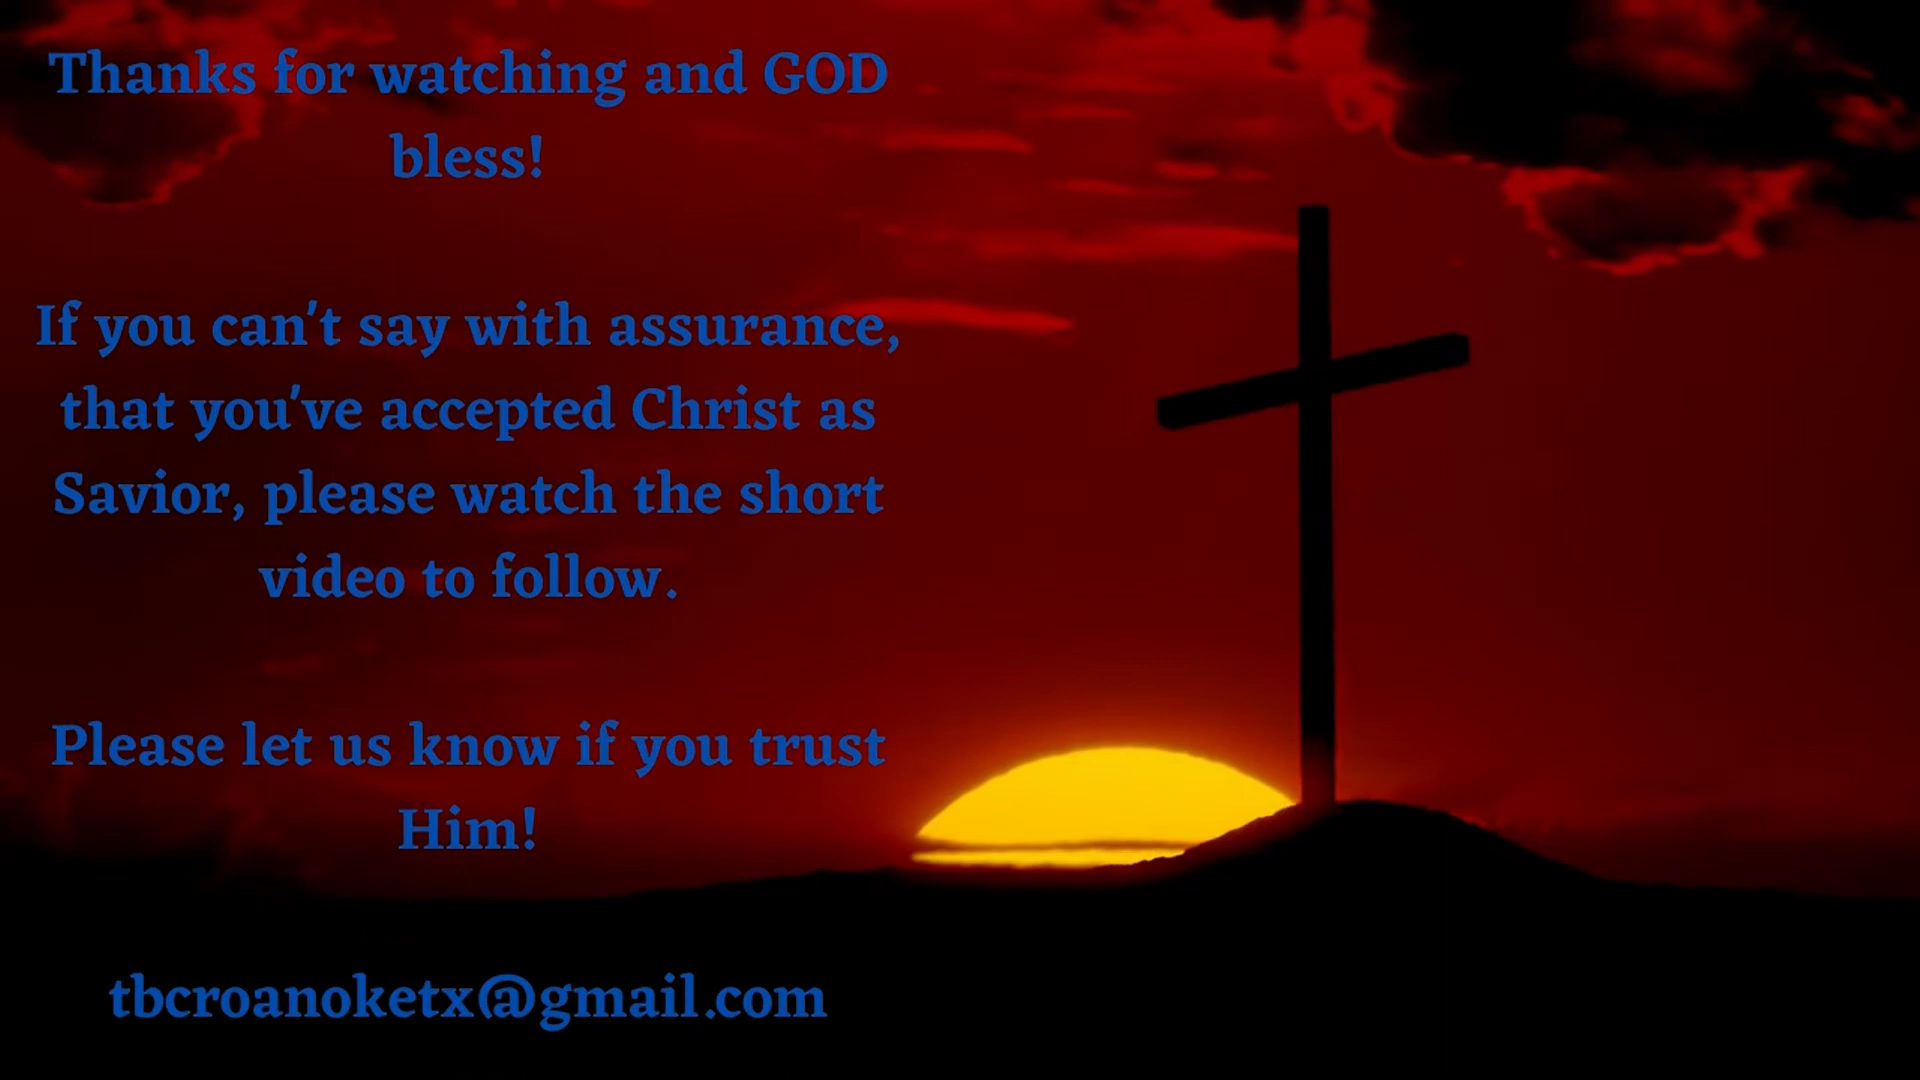 Thanks for watching and GOD
bless!
If you can't say with assurance,
that you've accepted Christ as
Savior, please watch the short
video to follow.
Please let us know if you trust
Him!
tbcroanoketx@gmail.com